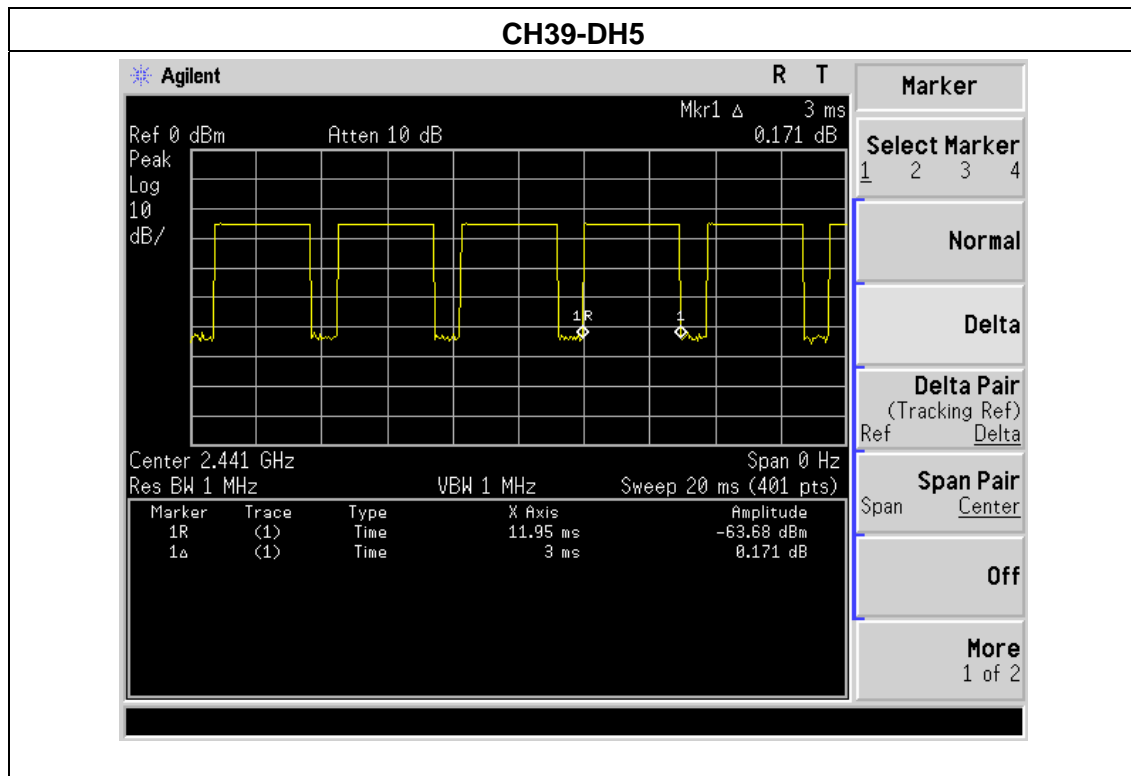 CH39-DH5
Agilent R T
Mkr1 Δ 3 ms
Ref 0 dBm Atten 10 dB 0.171 dB
Peak
Log
10
dB/
1R 1
Center 2.441 GHz Span 0 Hz
Res BW 1 MHz VBW 1 MHz Sweep 20 ms (401 pts)
Marker Trace Type X Axis Amplitude
1R (1) Time 11.95 ms -63.68 dBm
1Δ (1) Time 3 ms 0.171 dB
Marker
Select Marker
1 2 3 4
Normal
Delta
Delta Pair
(Tracking Ref)
Ref Delta
Span Pair
Span Center
Off
More
1 of 2